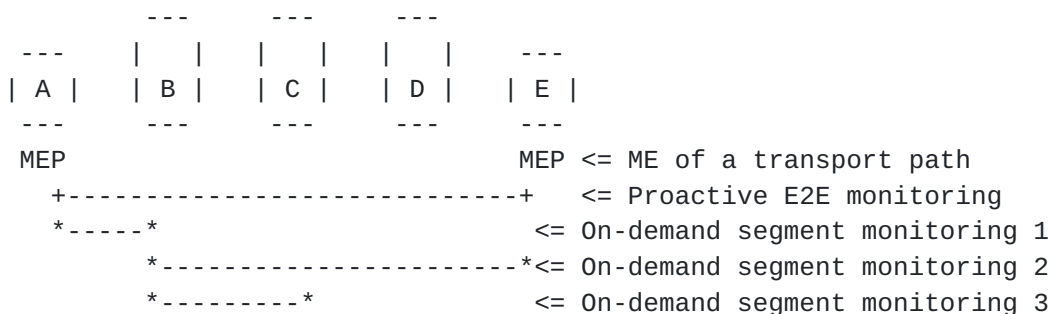 ---     ---     ---
 ---   |   |   |   |   |   |    ---
| A |  | B |   | C |   | D |   | E |
 ---    ---     ---     ---     ---
 MEP                            MEP <= ME of a transport path
   +-----------------------------+   <= Proactive E2E monitoring
   *-----*                        <= On-demand segment monitoring 1
         *-----------------------*<= On-demand segment monitoring 2
         *---------*              <= On-demand segment monitoring 3